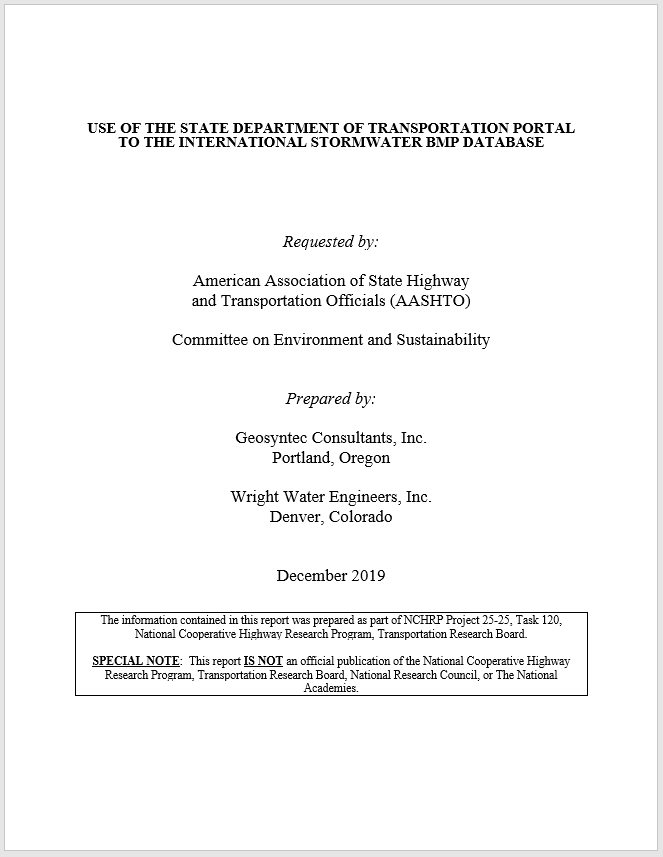 USE OF THE STATE DEPARTMENT OF TRANSPORTATION PORTAL
TO THE INTERNATIONAL STORMWATER BMP DATABASE
Requested by:
American Association of State Highway
and Transportation Officials (AASHTO)
Committee on Environment and Sustainability
Prepared by:
Geosyntec Consultants, Inc.
Portland, Oregon
Wright Water Engineers, Inc.
Denver, Colorado
December 2019
The information contained in this report was prepared as part of NCHRP Project 25-25, Task 120,
National Cooperative Highway Research Program, Transportation Research Board.
SPECIAL NOTE: This report IS NOT an official publication of the National Cooperative Highway
Research Program, Transportation Research Board, National Research Council, or The National
Academies.